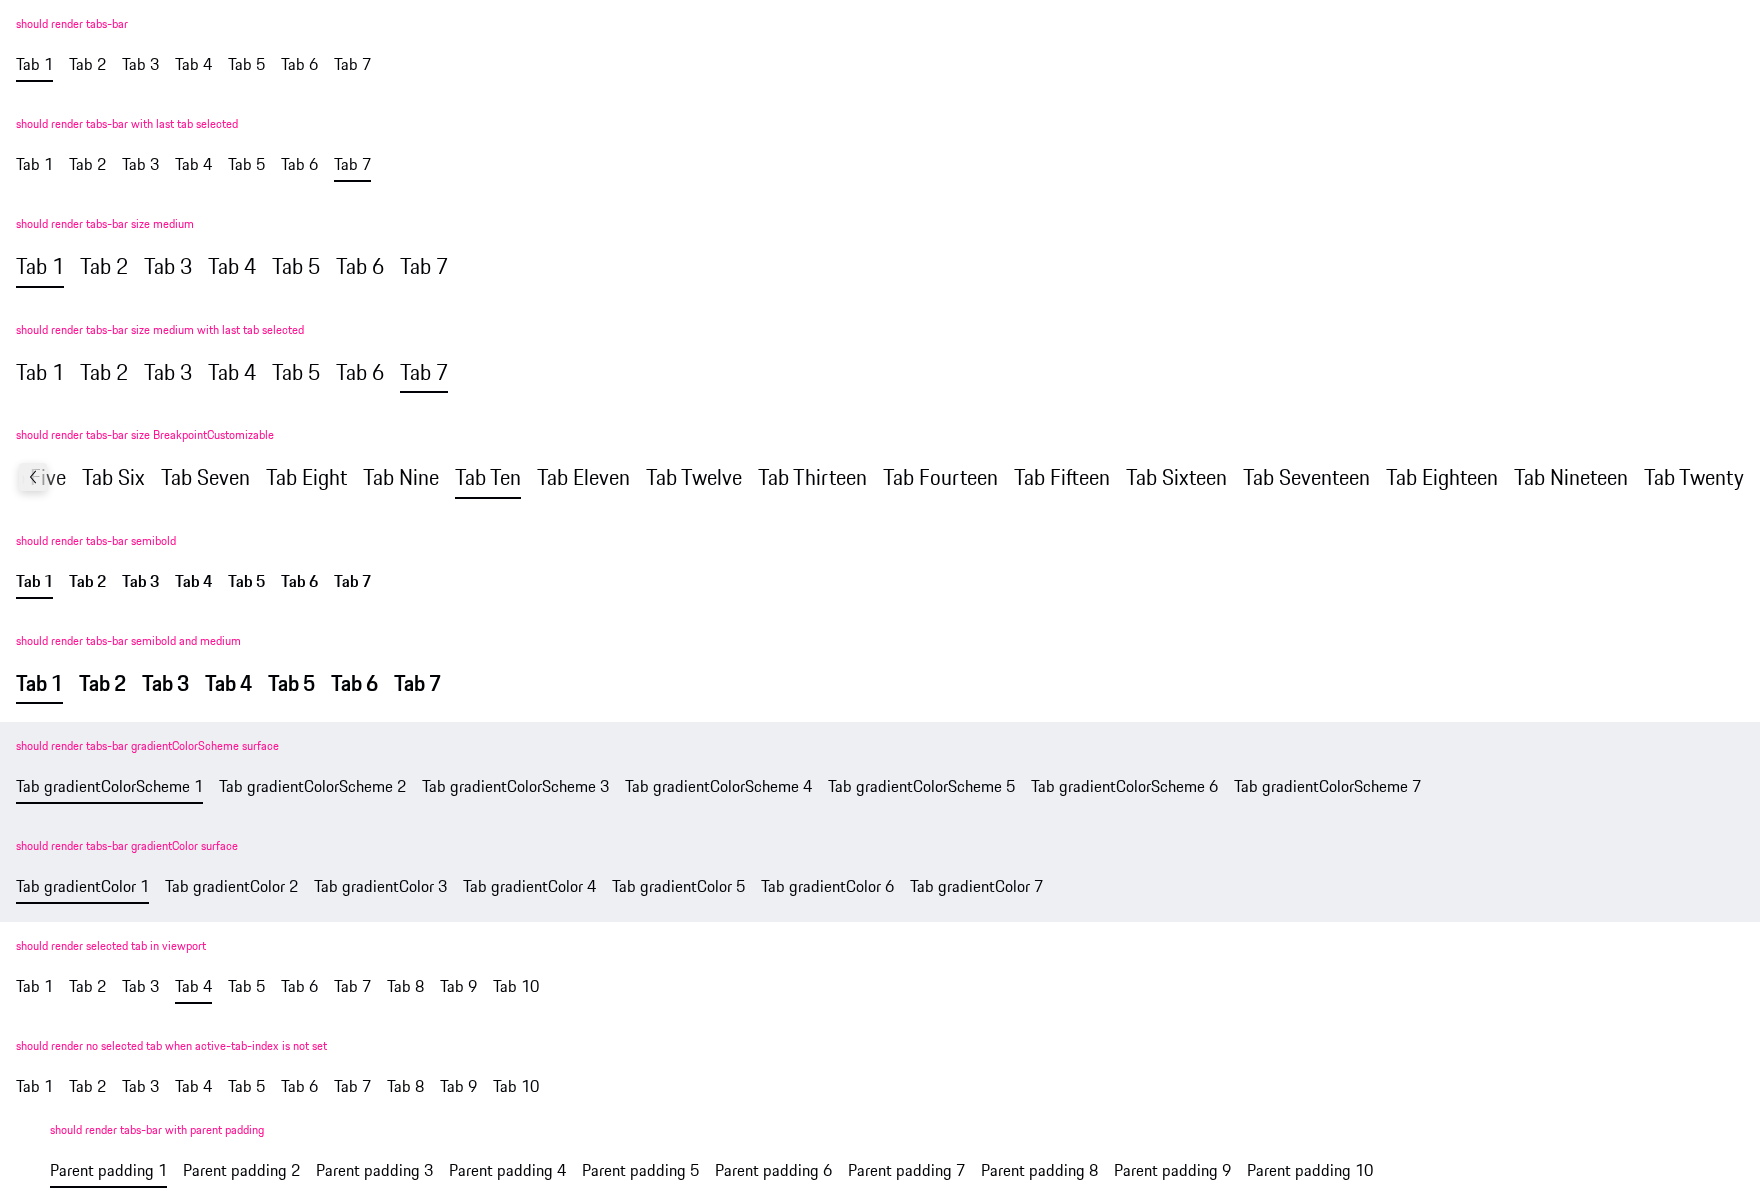 should render tabs-bar
Tab 1 Tab 2 Tab 3 Tab 4 Tab 5 Tab 6 Tab 7
should render tabs-bar with last tab selected
Tab 1 Tab 2 Tab 3 Tab 4 Tab 5 Tab 6 Tab 7
should render tabs-bar size medium
Tab 1 Tab 2 Tab 3 Tab 4 Tab 5 Tab 6 Tab 7
should render tabs-bar size medium with last tab selected
Tab 1 Tab 2 Tab 3 Tab 4 Tab 5 Tab 6 Tab 7
should render tabs-bar size BreakpointCustomizable
Five Tab Six Tab Seven Tab Eight Tab Nine Tab Ten Tab Eleven Tab Twelve Tab Thirteen Tab Fourteen Tab Fifteen Tab Sixteen Tab Seventeen Tab Eighteen Tab Nineteen Tab Twenty
should render tabs-bar semibold
Tab 1 Tab 2 Tab 3 Tab 4 Tab 5 Tab 6 Tab 7
should render tabs-bar semibold and medium
Tab 1 Tab 2 Tab 3 Tab 4 Tab 5 Tab 6 Tab 7
should render tabs-bar gradientColorScheme surface
Tab gradientColorScheme 1 Tab gradientColorScheme 2 Tab gradientColorScheme 3 Tab gradientColorScheme 4 Tab gradientColorScheme 5 Tab gradientColorScheme 6 Tab gradientColorScheme 7
should render tabs-bar gradientColor surface
Tab gradientColor 1 Tab gradientColor 2 Tab gradientColor 3 Tab gradientColor 4 Tab gradientColor 5 Tab gradientColor 6 Tab gradientColor 7
should render selected tab in viewport
Tab 1 Tab 2 Tab 3 Tab 4 Tab 5 Tab 6 Tab 7 Tab 8 Tab 9 Tab 10
should render no selected tab when active-tab-index is not set
Tab 1 Tab 2 Tab 3 Tab 4 Tab 5 Tab 6 Tab 7 Tab 8 Tab 9 Tab 10
should render tabs-bar with parent padding
Parent padding 1 Parent padding 2 Parent padding 3 Parent padding 4 Parent padding 5 Parent padding 6 Parent padding 7 Parent padding 8 Parent padding 9 Parent padding 10